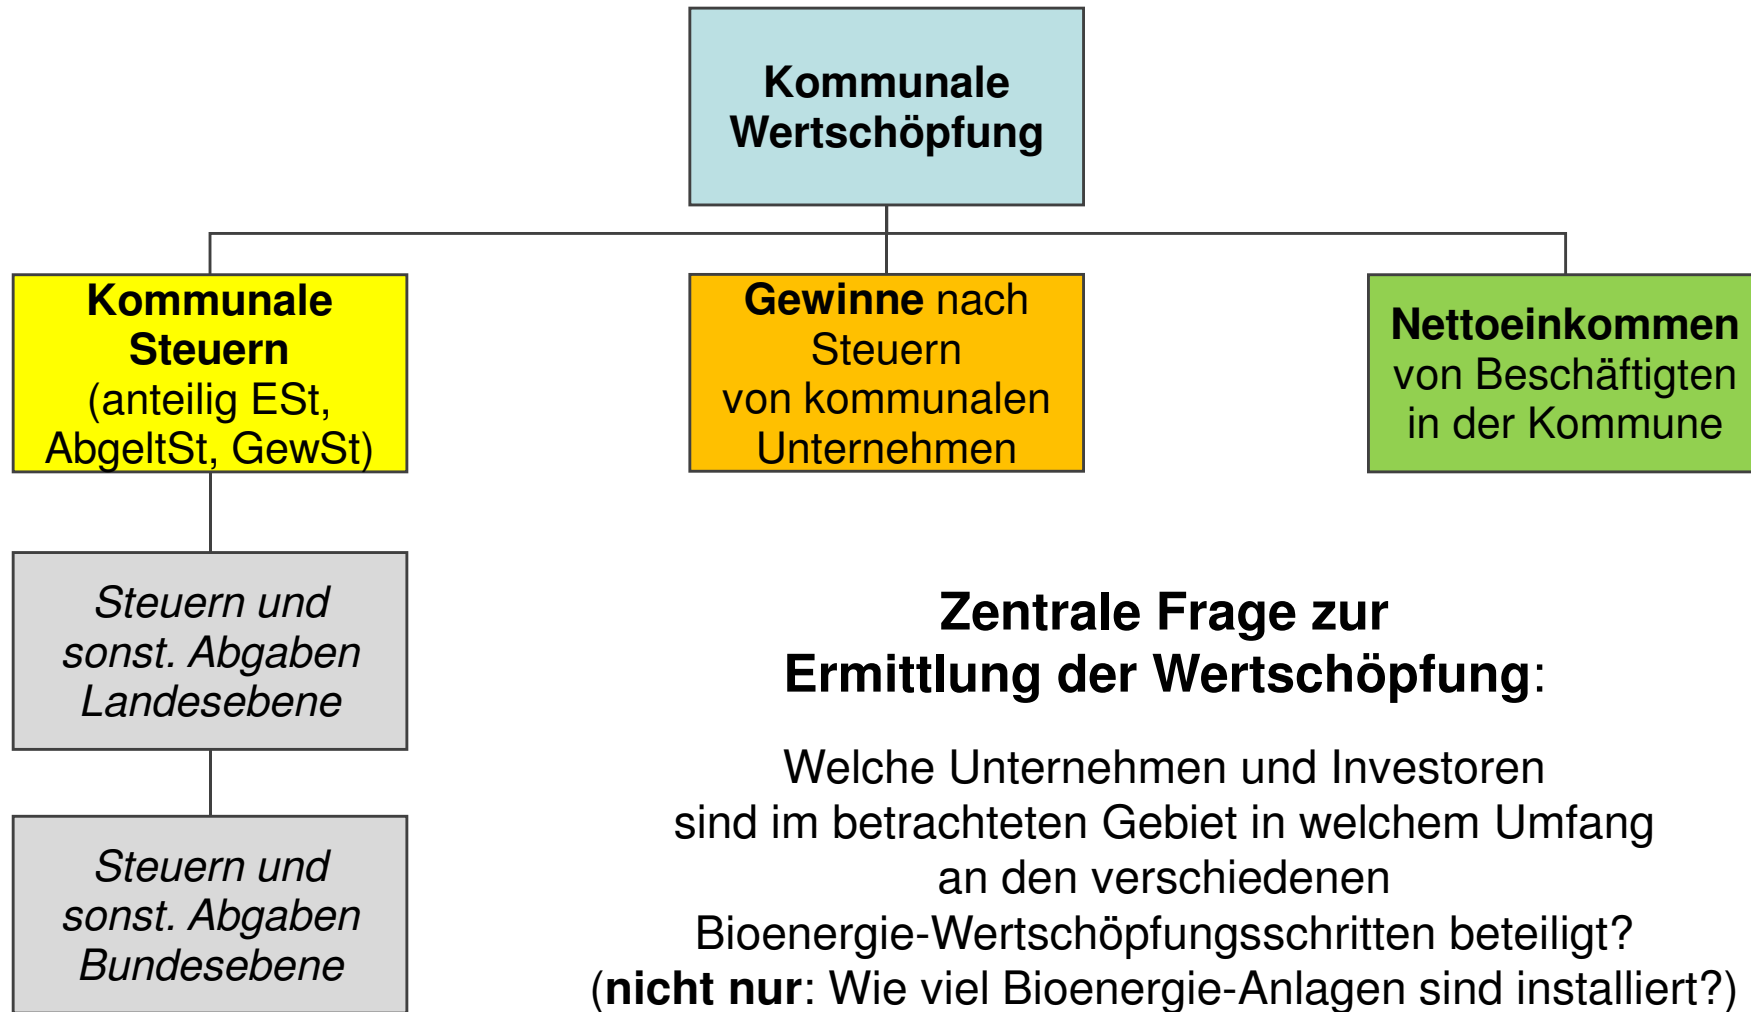 Kommunale
Wertschöpfung
Kommunale
Steuern
(anteilig ESt,
AbgeltSt, GewSt)
Gewinne nach
Steuern
von kommunalen
Unternehmen
Nettoeinkommen
von Beschäftigten
in der Kommune
Steuern und
sonst. Abgaben
Landesebene
Steuern und
sonst. Abgaben
Bundesebene
Zentrale Frage zur
Ermittlung der Wertschöpfung:
Welche Unternehmen und Investoren
sind im betrachteten Gebiet in welchem Umfang
an den verschiedenen
Bioenergie-Wertschöpfungsschritten beteiligt?
(nicht nur: Wie viel Bioenergie-Anlagen sind installiert?)